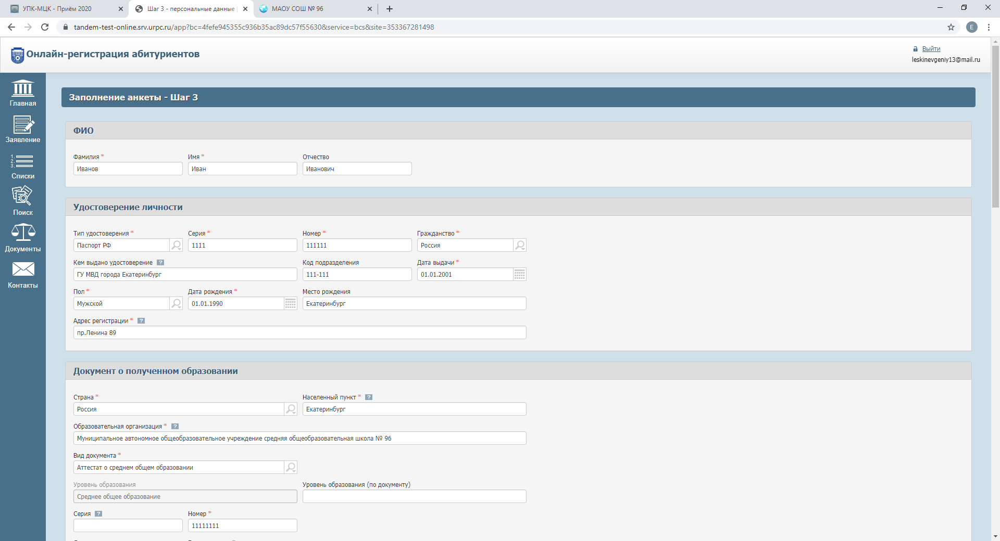 УПК-МЦК - Приём 2020
Шаг 3 - персональные данные
МАОУ СОШ № 96
tandem-test-online.srv.urpc.ru/app?bc=4fefe945355c936b35ac89dc57f55630&service=bcs&site=353367281498
E
Онлайн-регистрация абитуриентов
Выйти
leskinevgeniy13@mail.ru
Главная
Заявление
1.
2.
3.
Списки
Поиск
Документы
Контакты
Заполнение анкеты - Шаг 3
ФИО
Фамилия * Имя * Отчество
Иванов Иван Иванович
Удостоверение личности
Тип удостоверения * Серия * Номер * Гражданство *
Паспорт РФ 1111 111111 Россия
Кем выдано удостоверение ? Код подразделения Дата выдачи *
ГУ МВД города Екатеринбург 111-111 01.01.2001
Пол * Дата рождения * Место рождения
Мужской 01.01.1990 Екатеринбург
Адрес регистрации * ?
пр.Ленина 89
Документ о полученном образовании
Страна * Населенный пункт * ?
Россия Екатеринбург
Образовательная организация * ?
Муниципальное автономное общеобразовательное учреждение средняя общеобразовательная школа № 96
Вид документа *
Аттестат о среднем общем образовании
Уровень образования Уровень образования (по документу)
Среднее общее образование
Серия ? Номер *
11111111